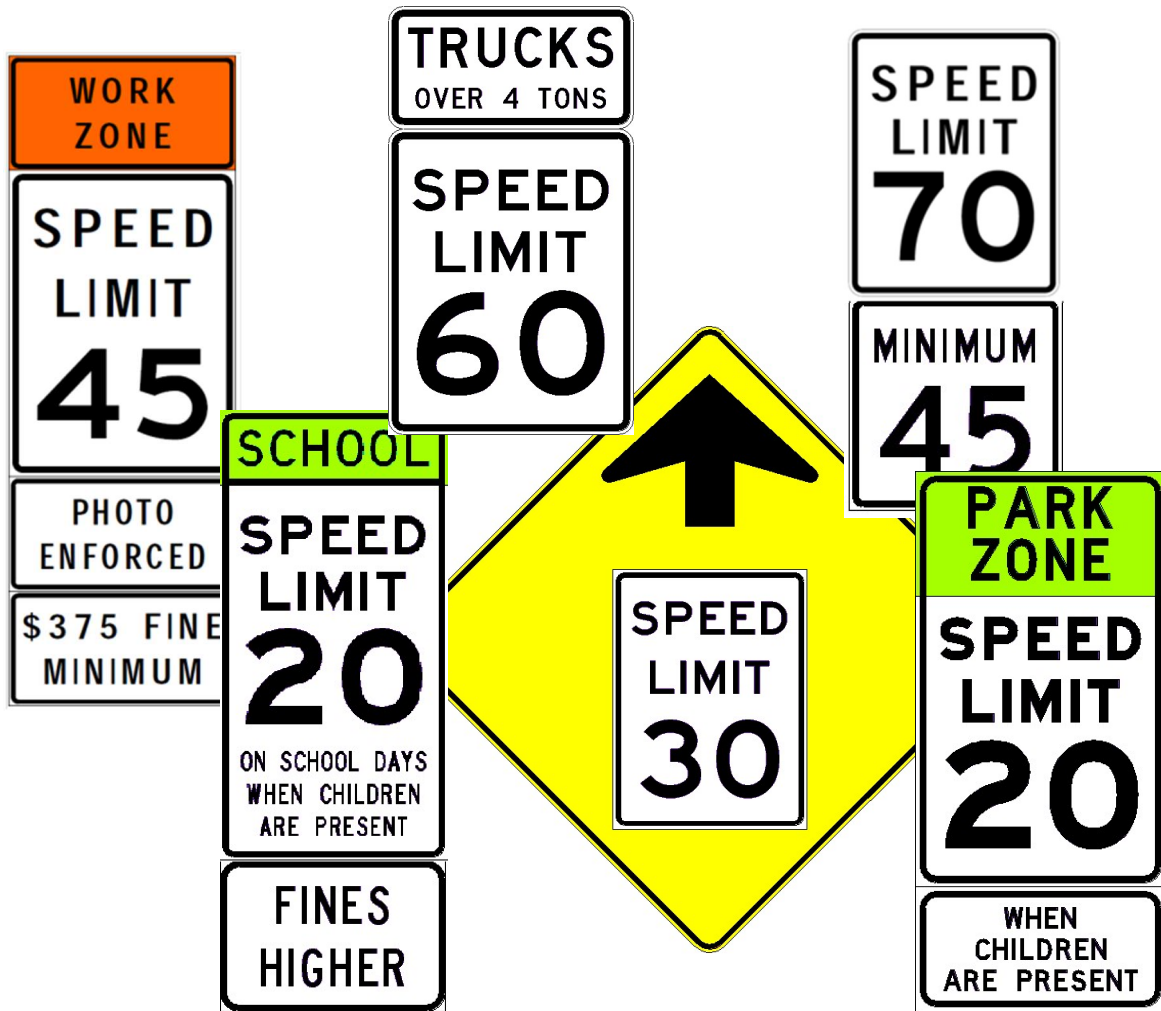 WORK
ZONE
SPEED
LIMIT
45
PHOTO
ENFORCED
$375 FINE
MINIMUM
TRUCKS
OVER 4 TONS
SPEED
LIMIT
60
SPEED
LIMIT
70
MINIMUM
45
SCHOOL
SPEED
LIMIT
20
ON SCHOOL DAYS
WHEN CHILDREN
ARE PRESENT
FINES
HIGHER
SPEED
LIMIT
30
PARK
ZONE
SPEED
LIMIT
20
WHEN
CHILDREN
ARE PRESENT